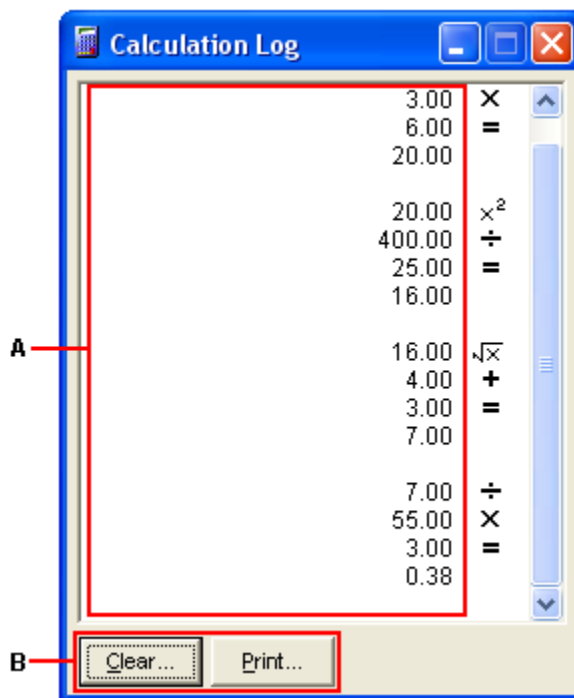 Calculation Log
3.00 ×
6.00 =
20.00
20.00 x²
400.00 ÷
25.00 =
16.00
A
16.00 √x
4.00 +
3.00 =
7.00
7.00 ÷
55.00 ×
3.00 =
0.38
B
Clear... Print...